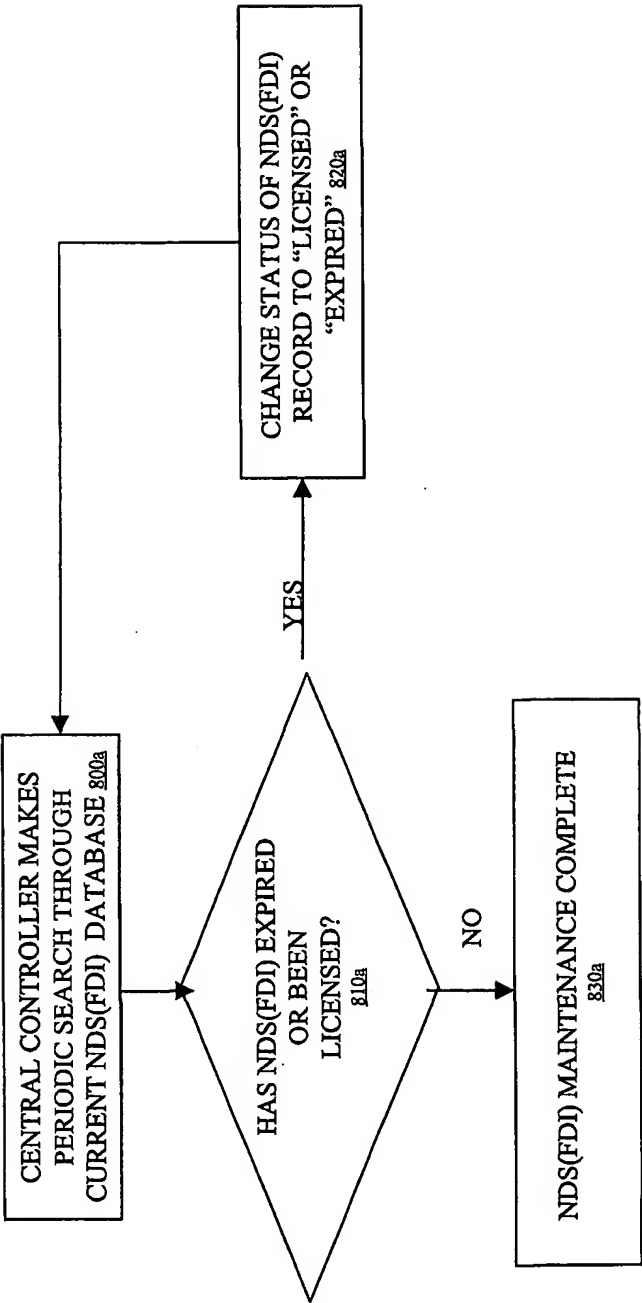 CENTRAL CONTROLLER MAKES
PERIODIC SEARCH THROUGH
CURRENT NDS(FDI) DATABASE 800a
HAS NDS(FDI) EXPIRED
OR BEEN
LICENSED?
810a
YES
CHANGE STATUS OF NDS(FDI)
RECORD TO “LICENSED” OR
“EXPIRED” 820a
NO
NDS(FDI) MAINTENANCE COMPLETE
830a